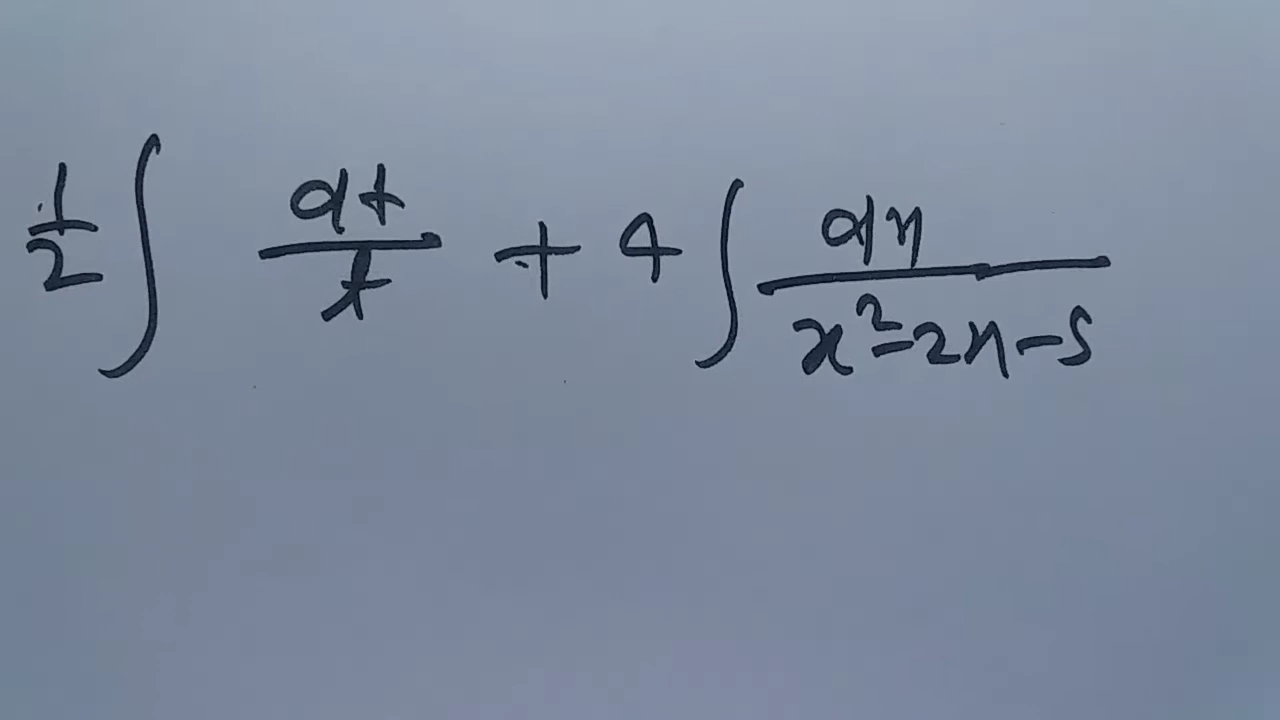 1/2 ∫ dt/t + 4 ∫ dx/x²-2x-5